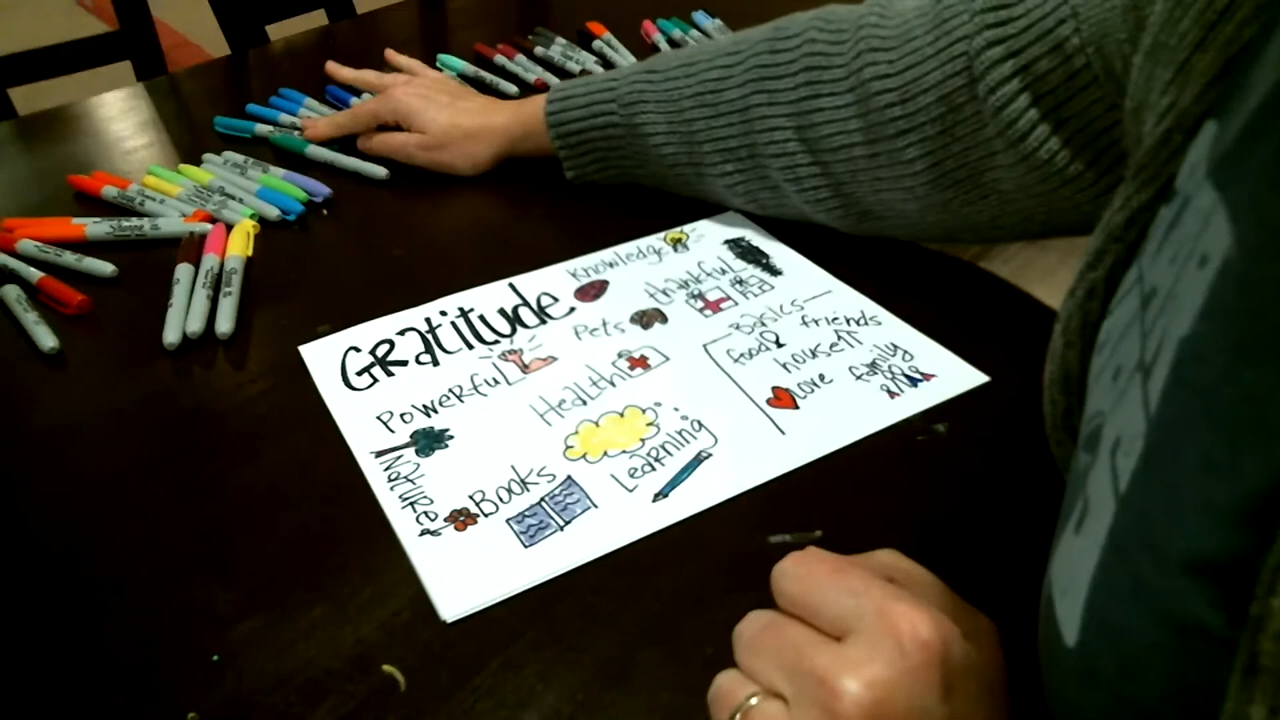 Gratitude
Knowledge
thankful
Powerful
Pets
Health
Nature
Books
Learning
Basics
food friends
house
love family
Sharpie